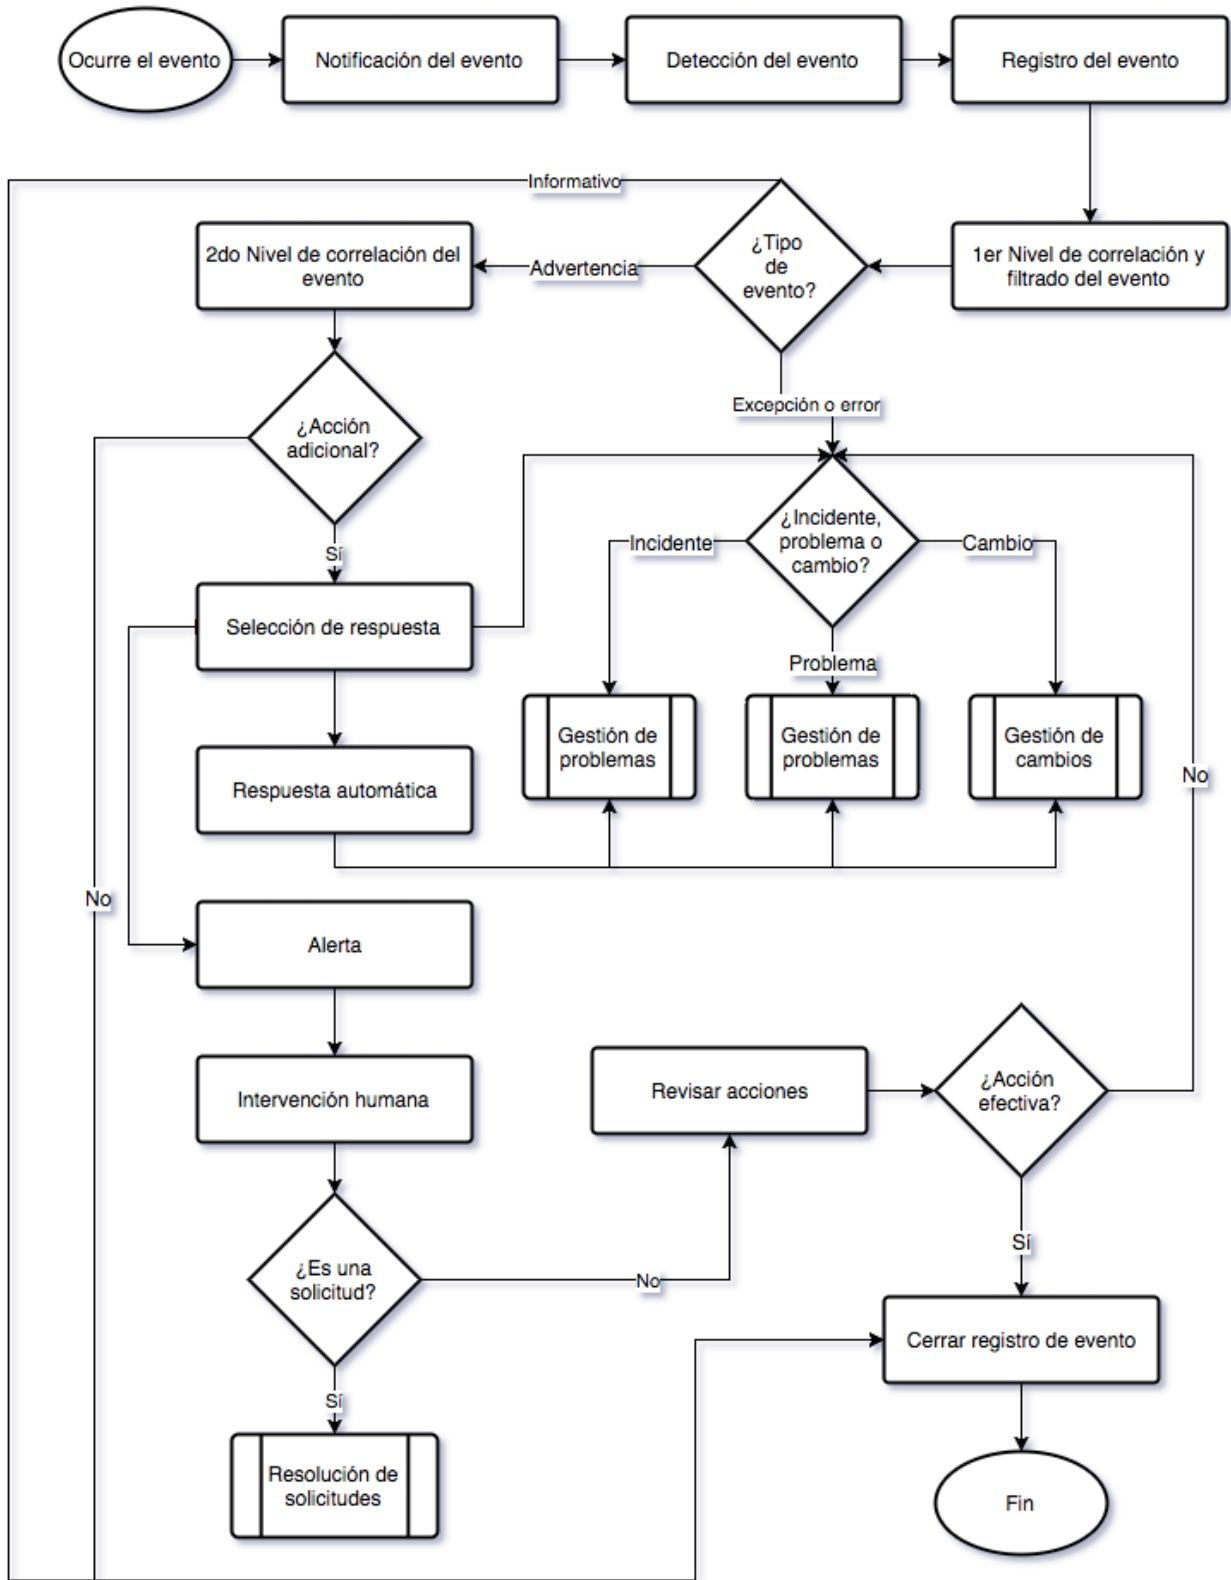 Ocurre el evento
Notificación del evento
Detección del evento
Registro del evento
Informativo
2do Nivel de correlación del
evento
Advertencia
¿Tipo
de
evento?
1er Nivel de correlación y
filtrado del evento
Excepción o error
¿Acción
adicional?
¿Incidente,
problema o
cambio?
Incidente
Cambio
Sí
Selección de respuesta
Problema
Gestión de
problemas
Gestión de
problemas
Gestión de
cambios
No
Respuesta automática
No
Alerta
Intervención humana
Revisar acciones
¿Acción
efectiva?
Sí
¿Es una
solicitud?
No
Cerrar registro de evento
Sí
Resolución de
solicitudes
Fin